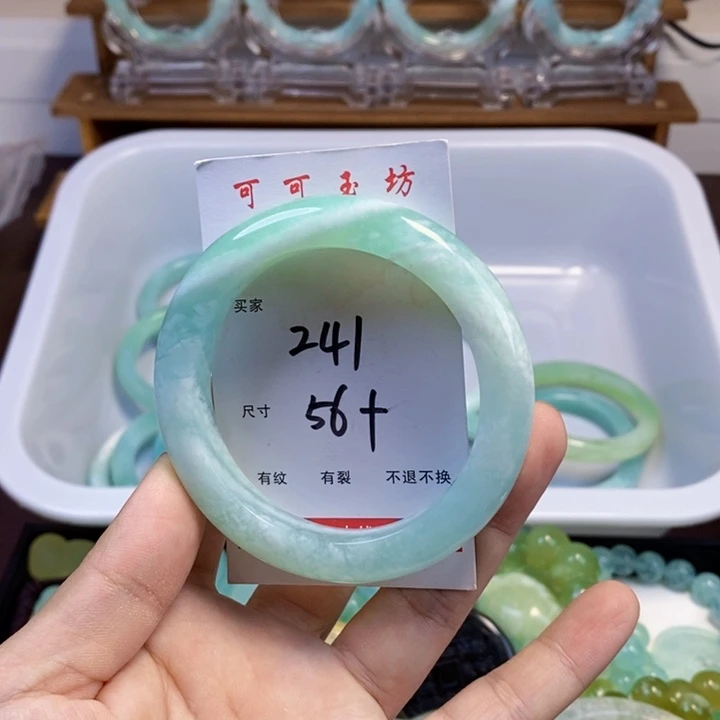 可可玉坊
买家
241
尺寸 56+
有纹 有裂 不退不换